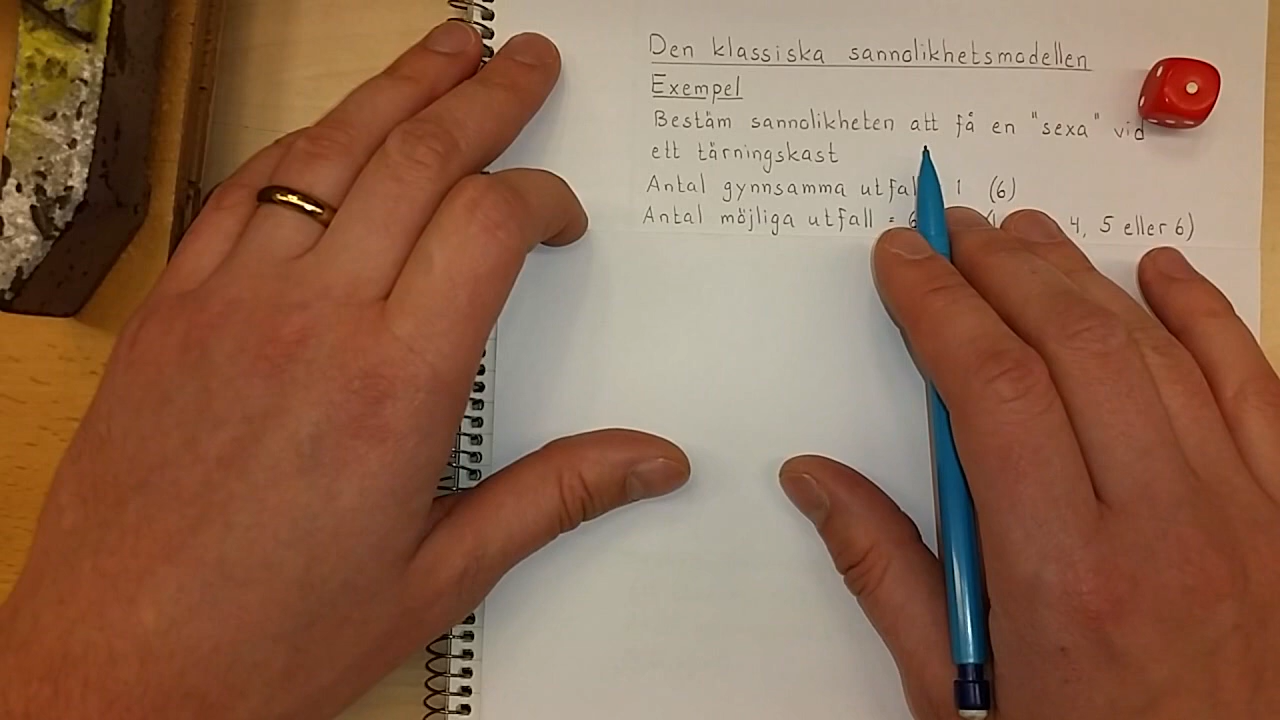 Den klassiska sannolikhetsmodellen
Exempel
Bestäm sannolikheten att få en "sexa" vid
ett tärningskast
Antal gynnsamma utfal 1 (6)
Antal möjliga utfall = 6 4, 5 eller 6)